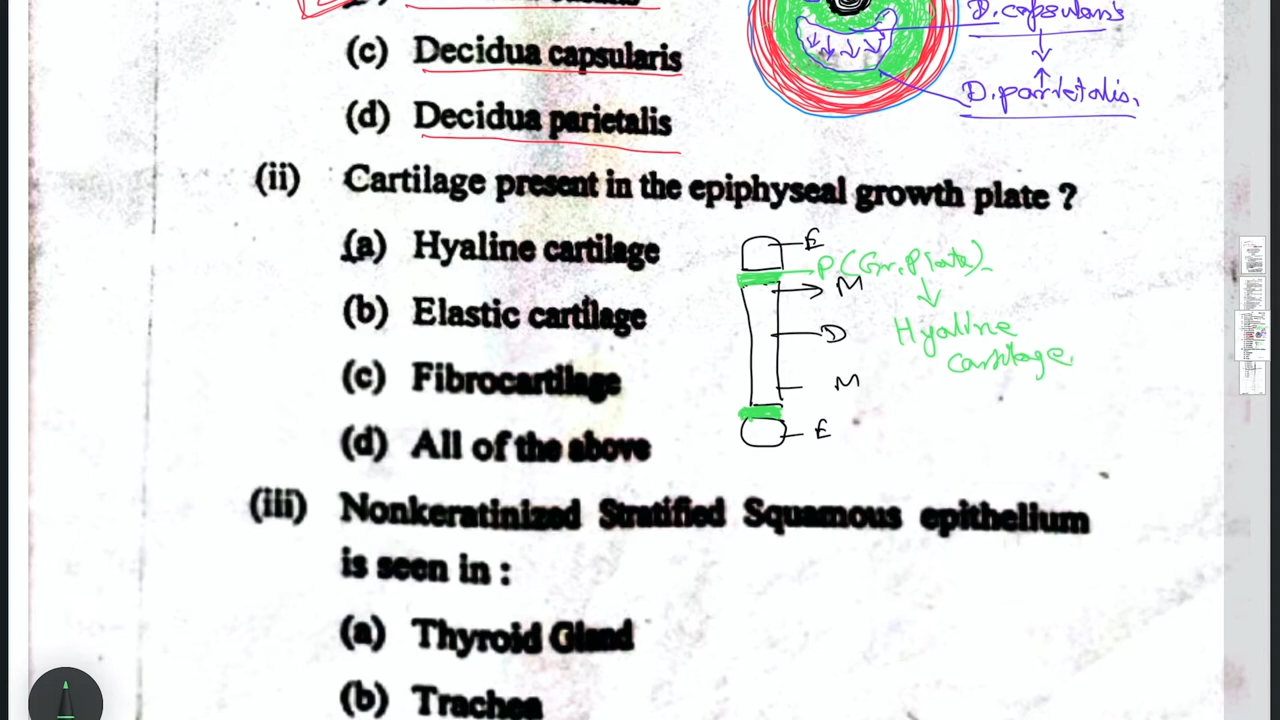 D.capsularis
(c) Decidua capsularis
D.parietalis.
(d) Decidua parietalis
(ii) Cartilage present in the epiphyseal growth plate ?
(a) Hyaline cartilage
E
P (Gr. Plate)
M
(b) Elastic cartilage
Hyaline
cartilage
D
(c) Fibrocartilage
M
(d) All of the above
E
(iii) Nonkeratinized Stratified Squamous epithelium
is seen in :
(a) Thyroid Gland
(b) Trachea